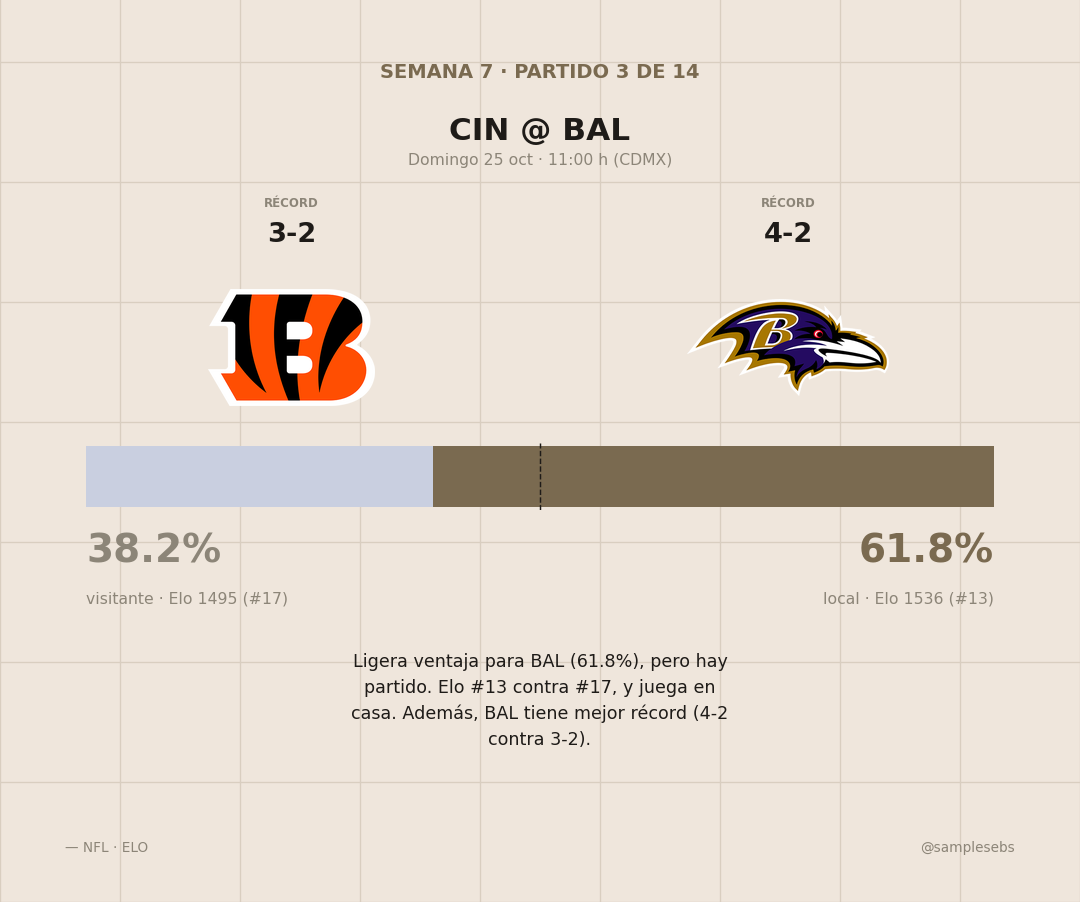 SEMANA 7 · PARTIDO 3 DE 14
CIN @ BAL
Domingo 25 oct · 11:00 h (CDMX)
RÉCORD
3-2
RÉCORD
4-2
B
38.2%
61.8%
visitante · Elo 1495 (#17)
local · Elo 1536 (#13)
Ligera ventaja para BAL (61.8%), pero hay
partido. Elo #13 contra #17, y juega en
casa. Además, BAL tiene mejor récord (4-2
contra 3-2).
— NFL · ELO
@samplesebs